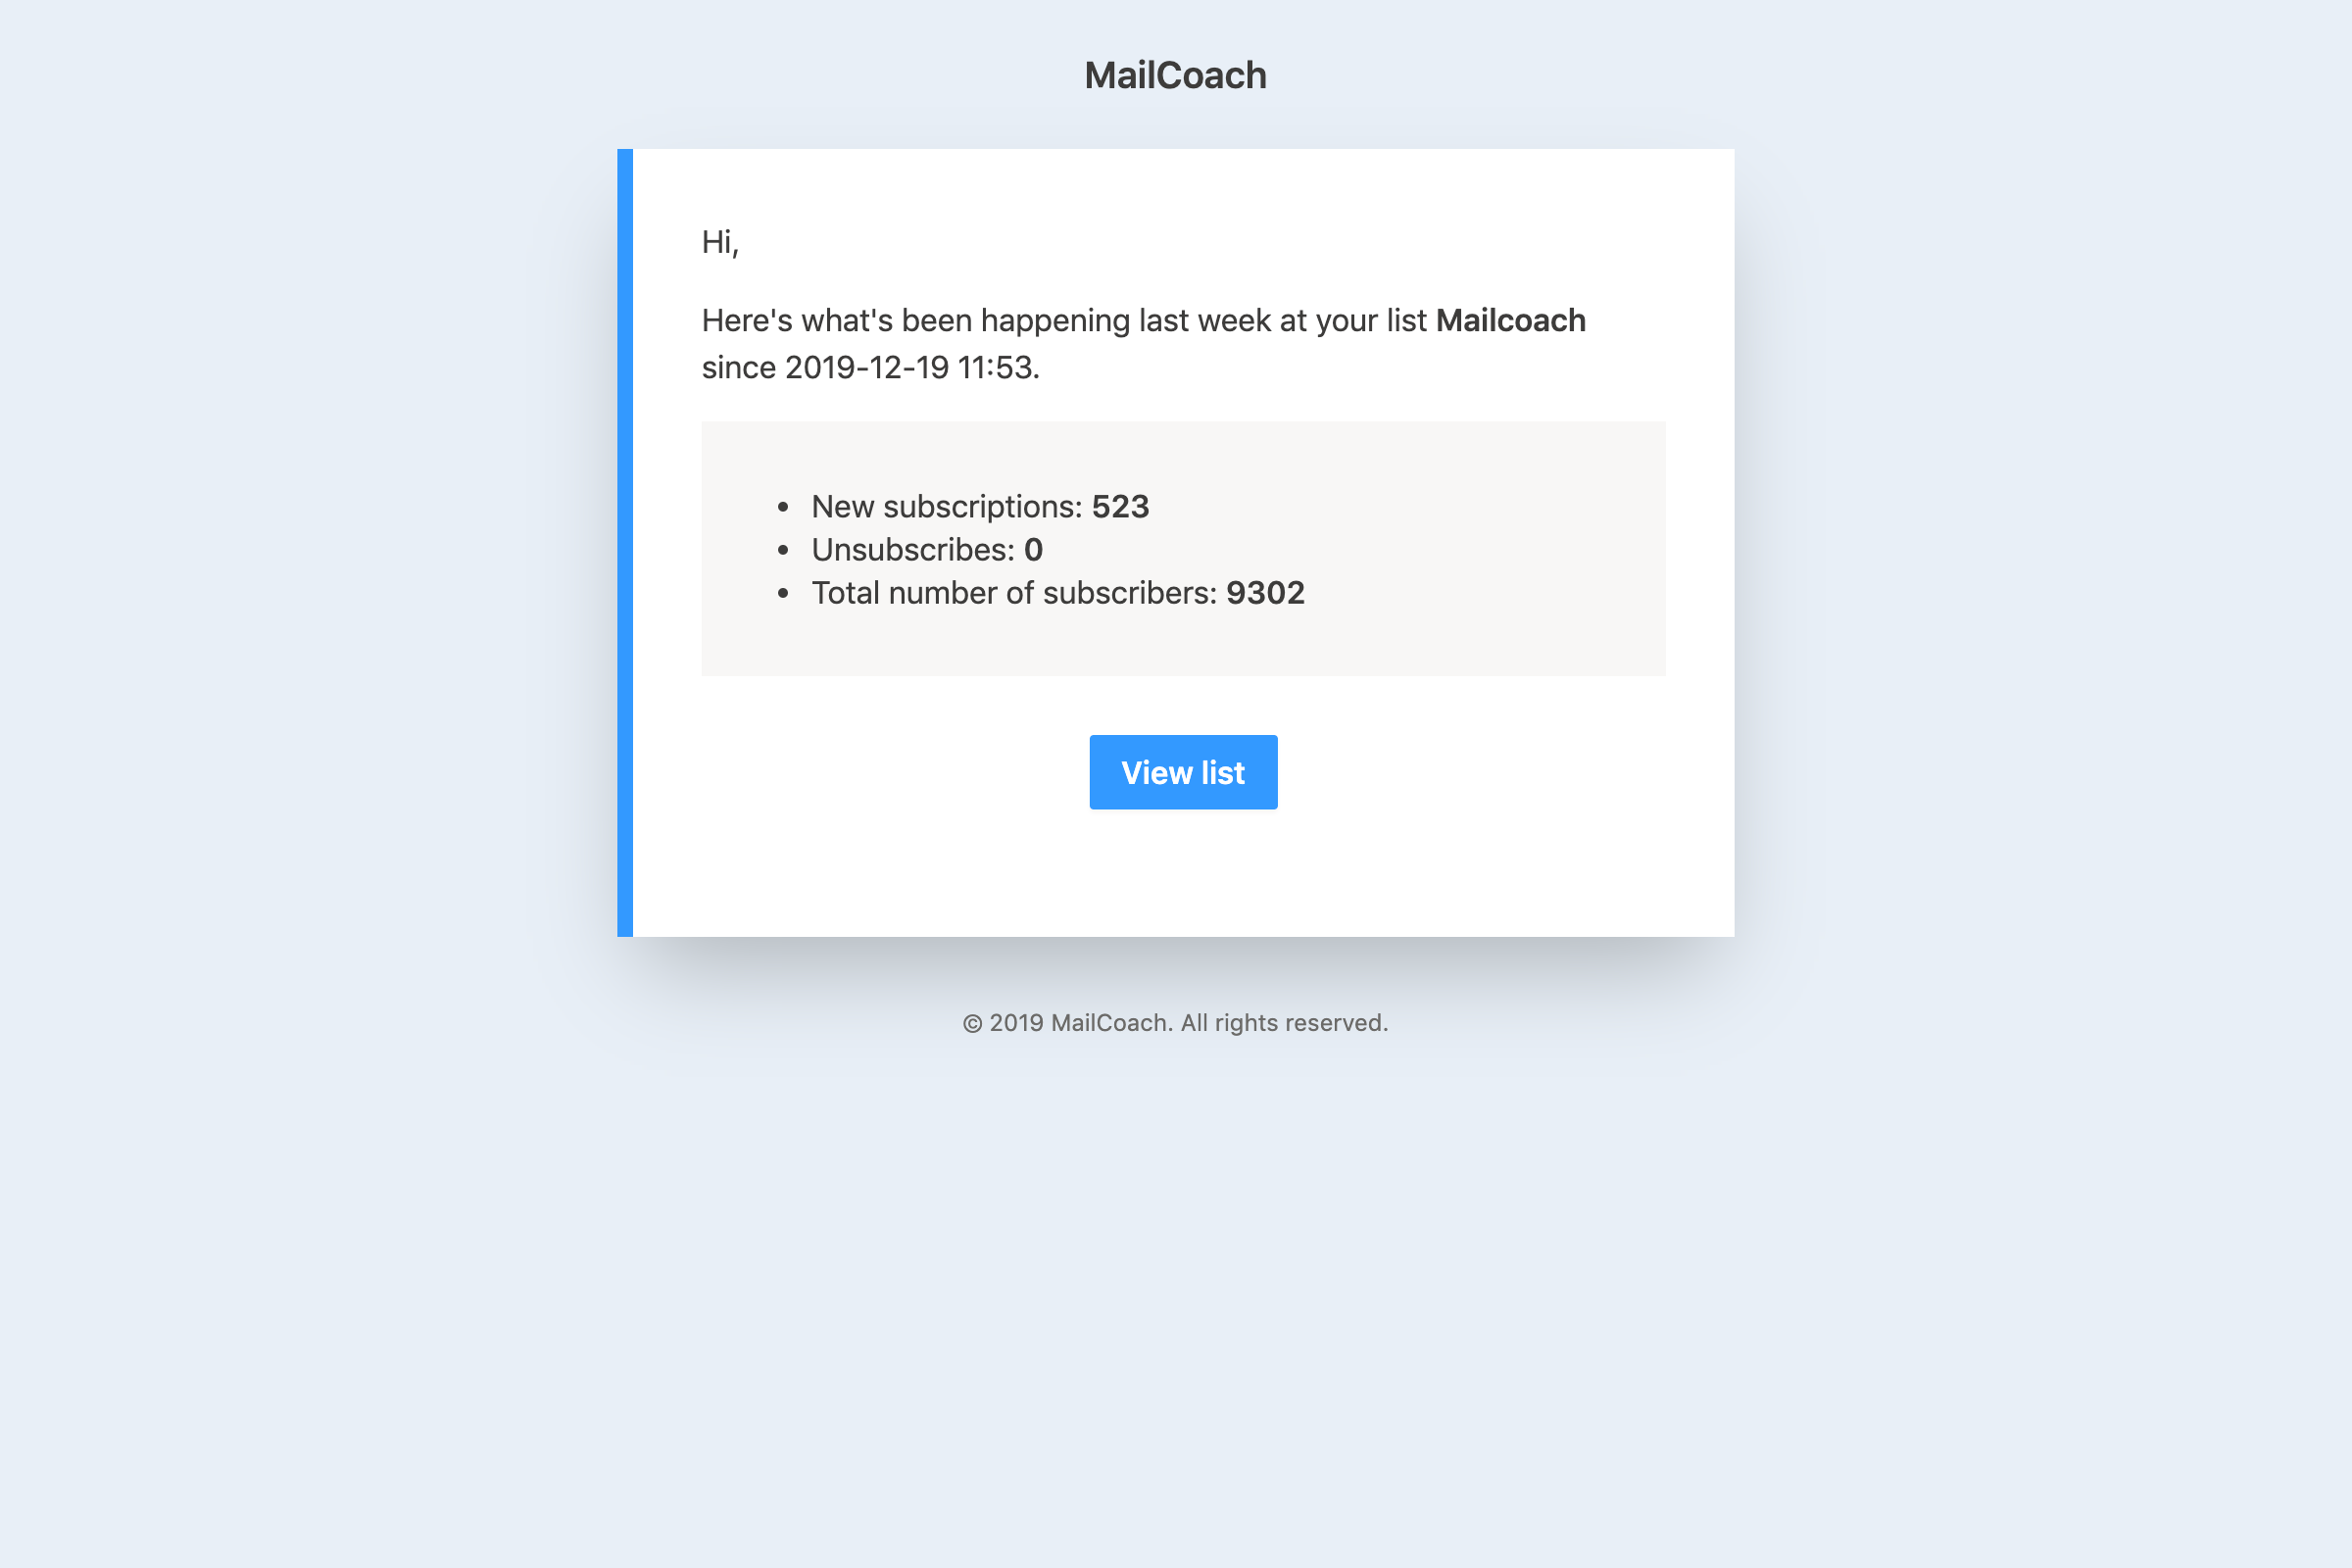 MailCoach
Hi,
Here's what's been happening last week at your list Mailcoach
since 2019-12-19 11:53.
• New subscriptions: 523
• Unsubscribes: 0
• Total number of subscribers: 9302
View list
© 2019 MailCoach. All rights reserved.